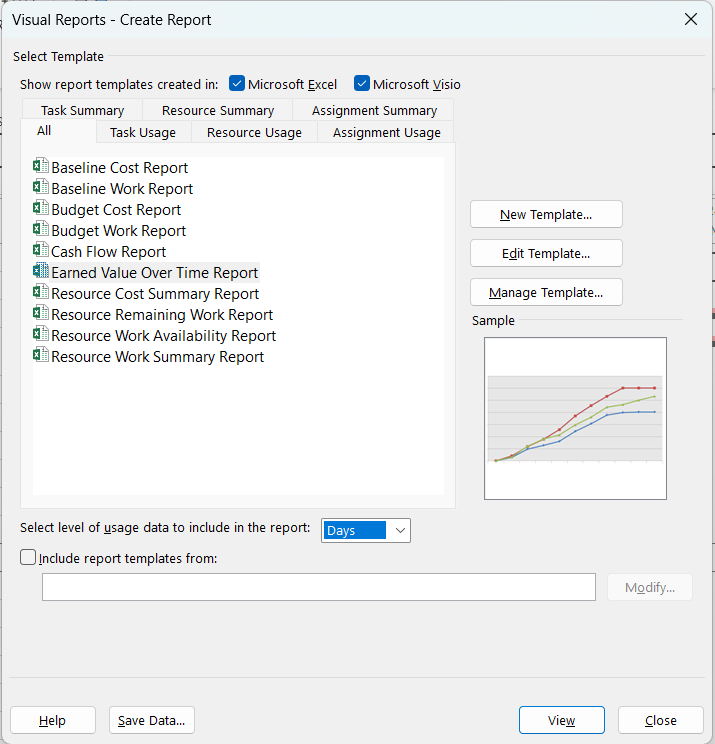 Visual Reports - Create Report
Select Template
Show report templates created in: Microsoft Excel Microsoft Visio
Task Summary Resource Summary Assignment Summary
All Task Usage Resource Usage Assignment Usage
Baseline Cost Report
Baseline Work Report
Budget Cost Report
Budget Work Report
Cash Flow Report
Earned Value Over Time Report
Resource Cost Summary Report
Resource Remaining Work Report
Resource Work Availability Report
Resource Work Summary Report
New Template...
Edit Template...
Manage Template...
Sample
Select level of usage data to include in the report: Days
Include report templates from:
Modify...
Help Save Data... View Close